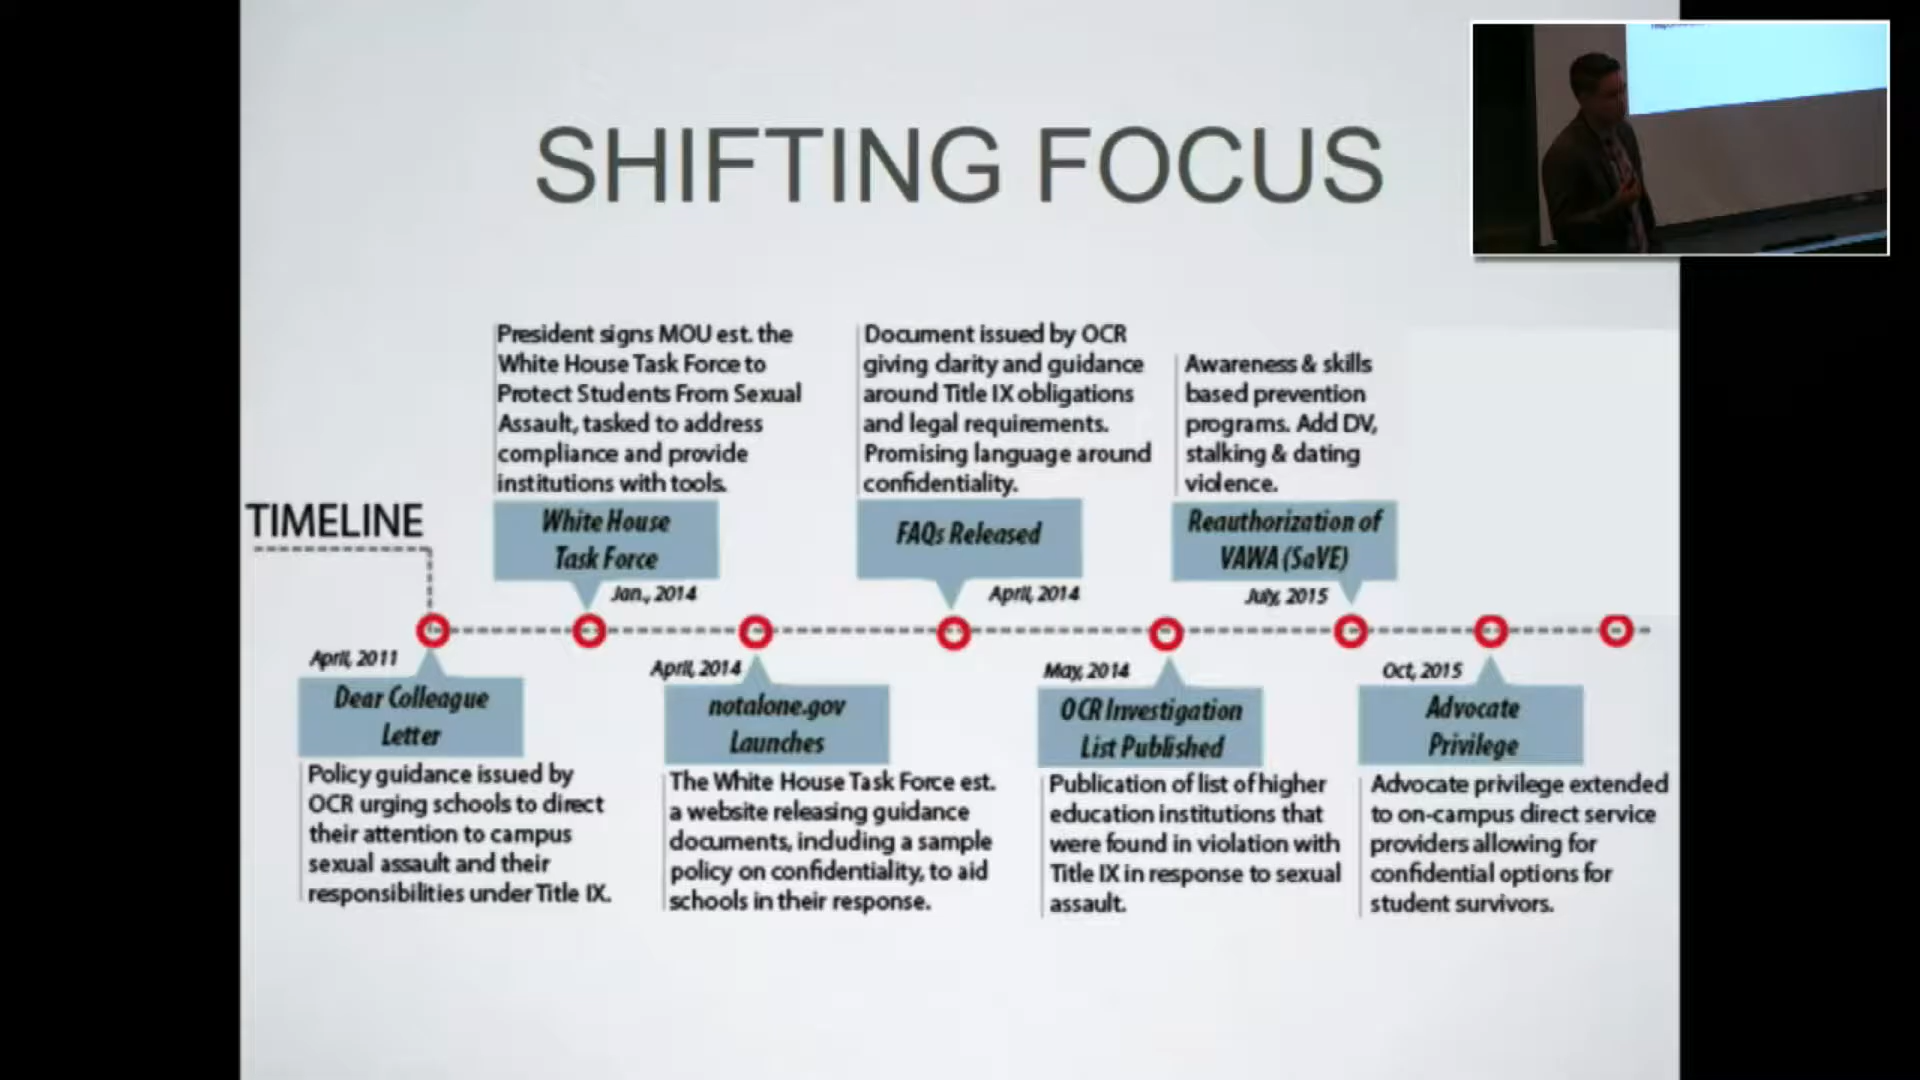 SHIFTING FOCUS
TIMELINE
April, 2011
Dear Colleague
Letter
Policy guidance issued by
OCR urging schools to direct
their attention to campus
sexual assault and their
responsibilities under Title IX.
President signs MOU est. the
White House Task Force to
Protect Students From Sexual
Assault, tasked to address
compliance and provide
institutions with tools.
White House
Task Force
Jan., 2014
April, 2014
notalone.gov
Launches
The White House Task Force est.
a website releasing guidance
documents, including a sample
policy on confidentiality, to aid
schools in their response.
Document issued by OCR
giving clarity and guidance
around Title IX obligations
and legal requirements.
Promising language around
confidentiality.
FAQs Released
April, 2014
May, 2014
OCR Investigation
List Published
Publication of list of higher
education institutions that
were found in violation with
Title IX in response to sexual
assault.
Awareness & skills
based prevention
programs. Add DV,
stalking & dating
violence.
Reauthorization of
VAWA (SaVE)
July, 2015
Oct, 2015
Advocate
Privilege
Advocate privilege extended
to on-campus direct service
providers allowing for
confidential options for
student survivors.